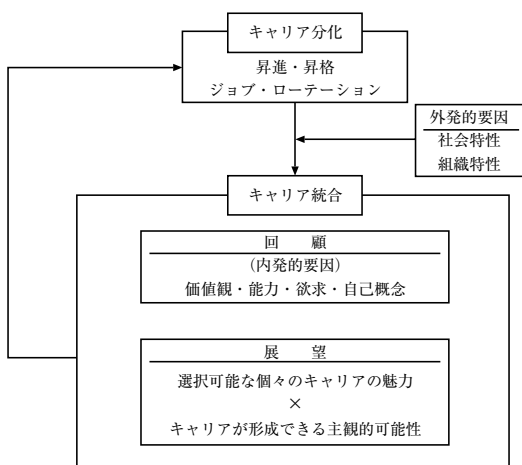 キャリア分化
昇進・昇格
ジョブ・ローテーション
外発的要因
社会特性
組織特性
キャリア統合
回　顧
(内発的要因)
価値観・能力・欲求・自己概念
展　望
選択可能な個々のキャリアの魅力
×
キャリアが形成できる主観的可能性